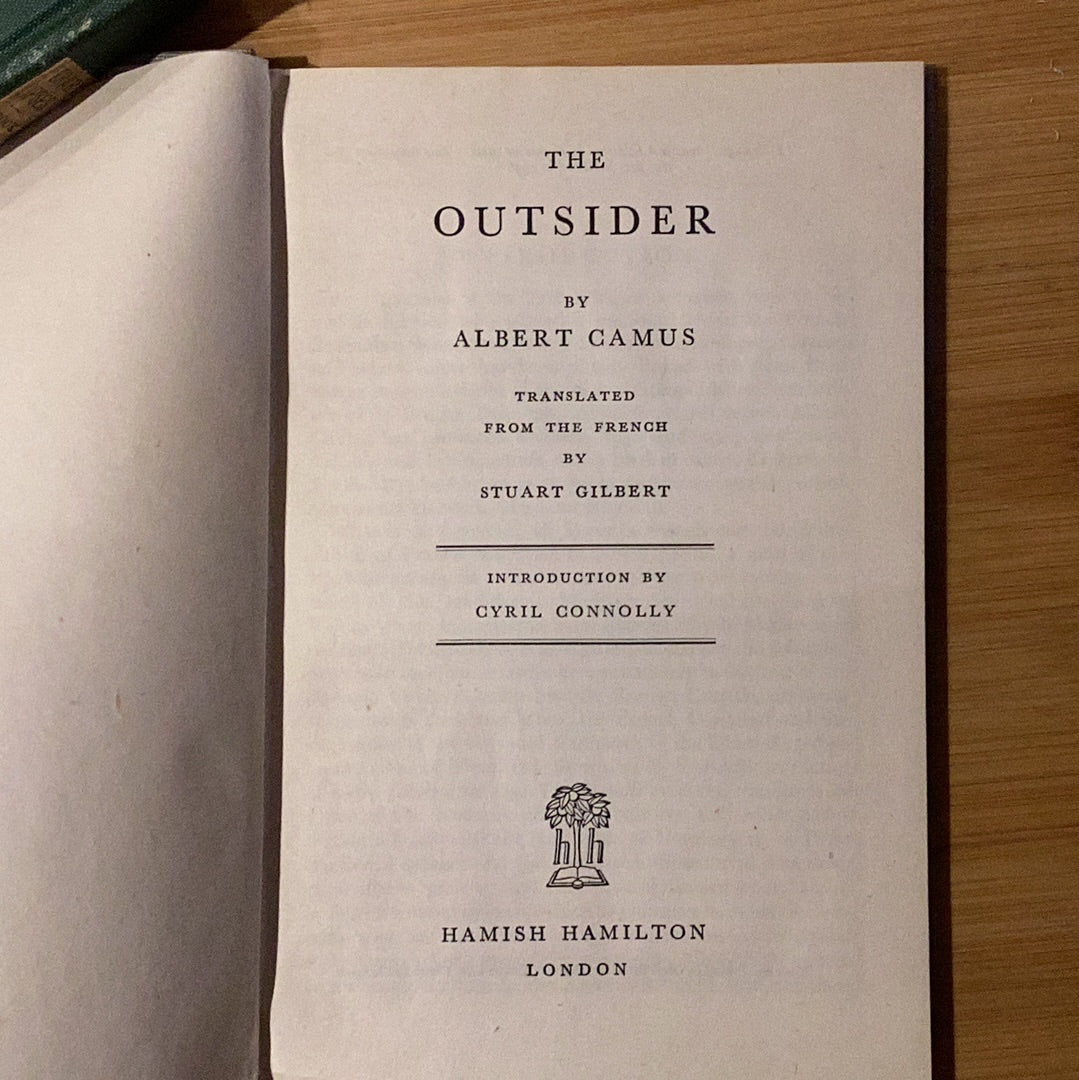 THE
OUTSIDER
BY
ALBERT CAMUS
TRANSLATED
FROM THE FRENCH
BY
STUART GILBERT
INTRODUCTION BY
CYRIL CONNOLLY
h h
HAMISH HAMILTON
LONDON